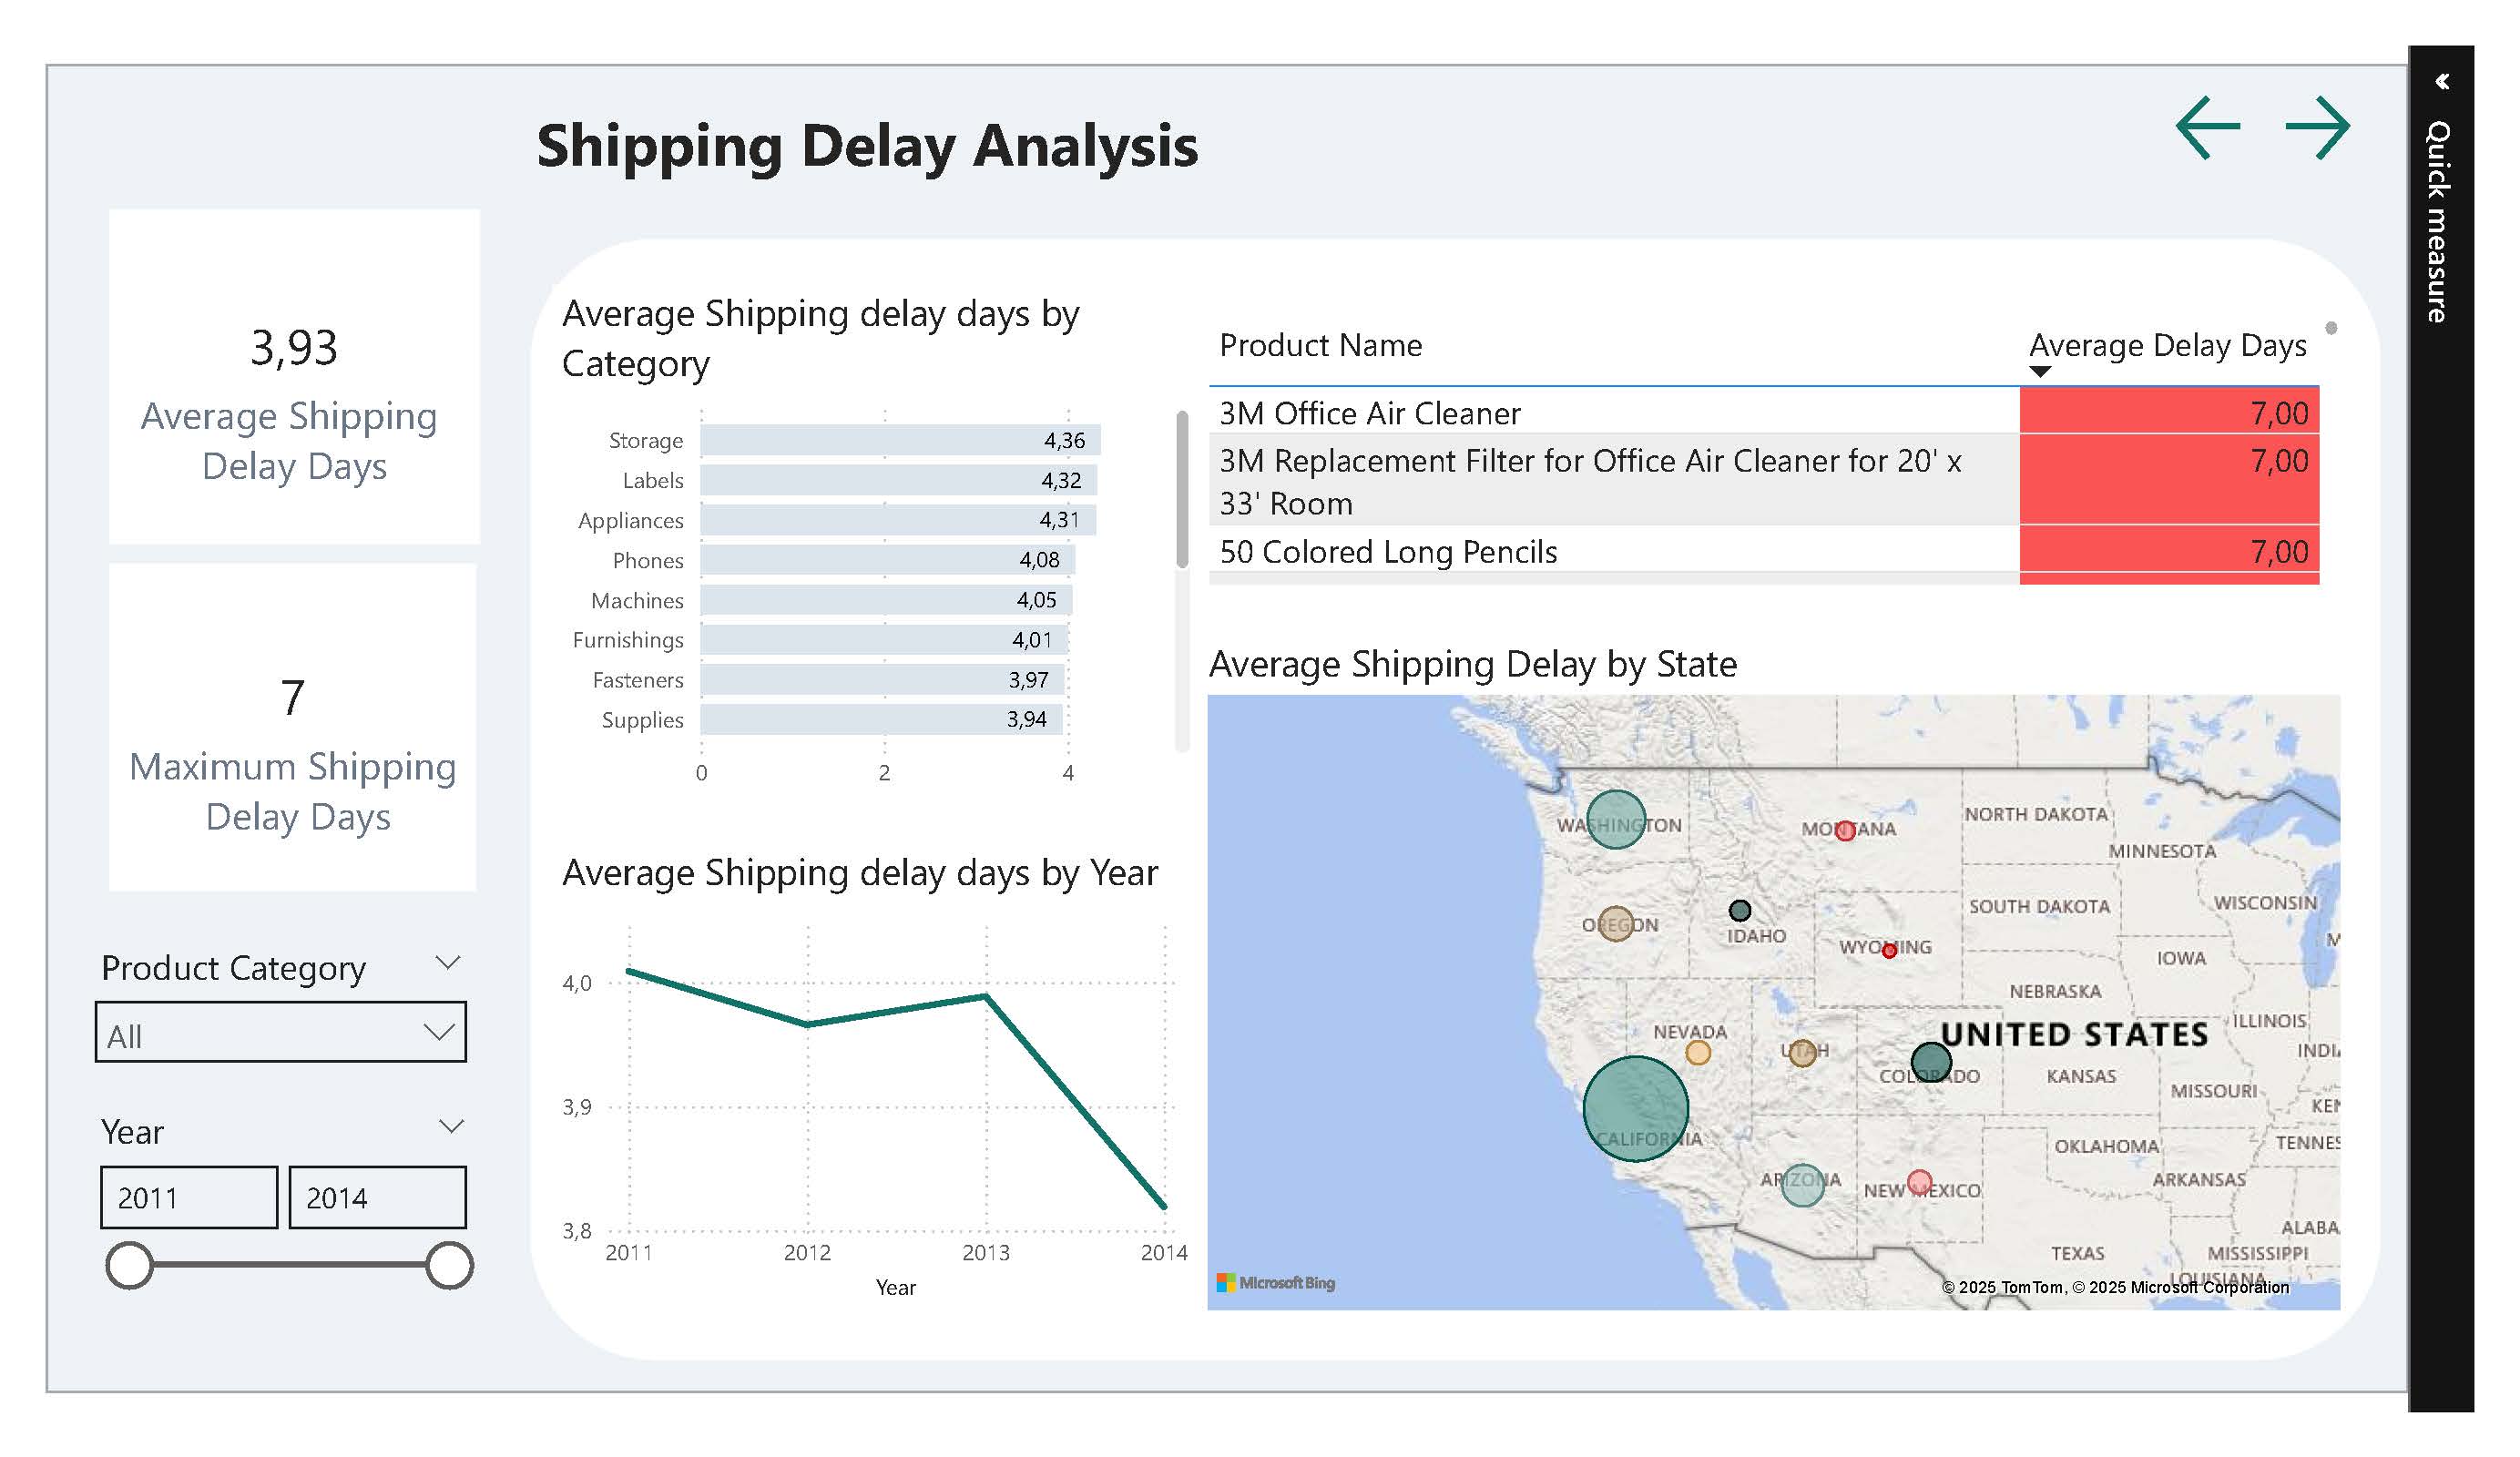 Shipping Delay Analysis
Quick measure
3,93
Average Shipping
Delay Days
7
Maximum Shipping
Delay Days
Product Category
All
Year
2011
2014
Average Shipping delay days by
Category
Storage 4,36
Labels 4,32
Appliances 4,31
Phones 4,08
Machines 4,05
Furnishings 4,01
Fasteners 3,97
Supplies 3,94
0 2 4
Average Shipping delay days by Year
4,0
3,9
3,8
2011 2012 2013 2014
Year
Product Name Average Delay Days
3M Office Air Cleaner 7,00
3M Replacement Filter for Office Air Cleaner for 20' x 7,00
33' Room
50 Colored Long Pencils 7,00
Average Shipping Delay by State
WASHINGTON
MONTANA
NORTH DAKOTA
MINNESOTA
OREGON
IDAHO
WYOMING
SOUTH DAKOTA
WISCONSIN
M
IOWA
NEBRASKA
NEVADA
UTAH
COLORADO
UNITED STATES
ILLINOIS
INDI
KANSAS
MISSOURI
KEN
CALIFORNIA
ARIZONA
NEW MEXICO
OKLAHOMA
TENNES
ARKANSAS
ALABA
TEXAS
MISSISSIPPI
LOUISIANA
Microsoft Bing
© 2025 TomTom, © 2025 Microsoft Corporation